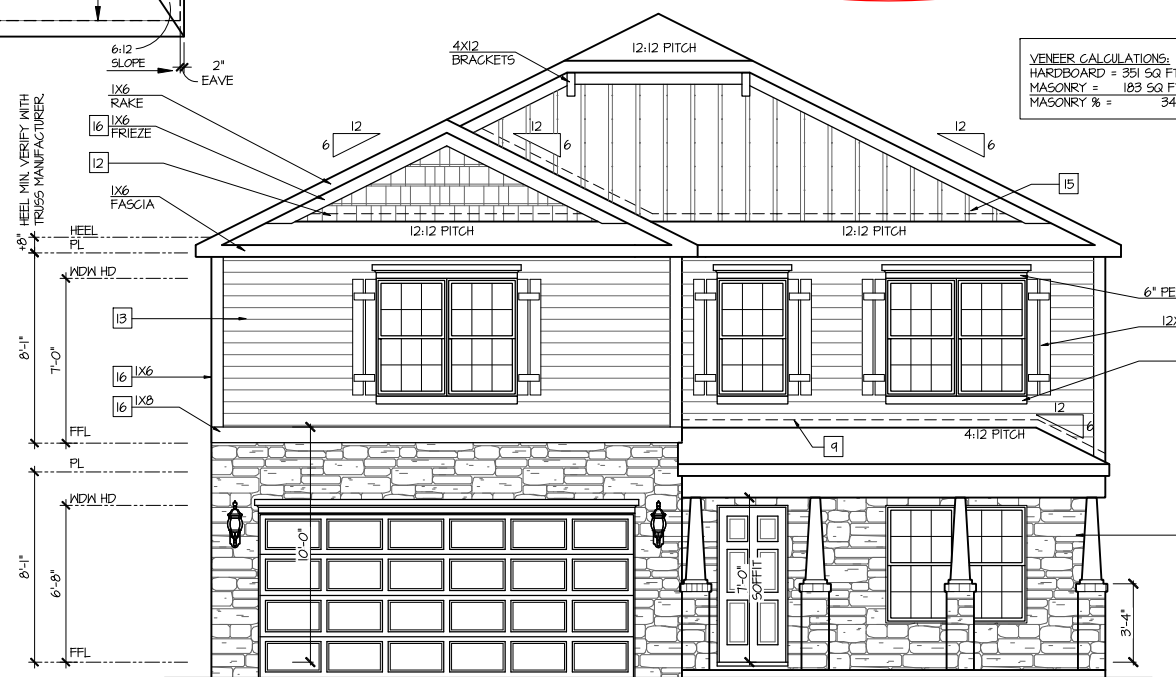 6:12
SLOPE
2"
EAVE
4X12
BRACKETS
12:12 PITCH
VENEER CALCULATIONS:
HARDBOARD = 351 SQ FT
MASONRY = 183 SQ FT
MASONRY % = 34
1X6
RAKE
16 1X6
FRIEZE
12
1X6
FASCIA
+8" HEEL MIN. VERIFY WITH
TRUSS MANUFACTURER.
12
6
12
6
12
6
15
HEEL
PL
12:12 PITCH
12:12 PITCH
WDW HD
6" PE
12X
13
8'-1"
7'-0"
16 1X6
16 1X8
12
6
FFL
4:12 PITCH
9
PL
WDW HD
10'-0"
8'-1"
6'-8"
7'-0"
SOFFIT
3'-4"
FFL